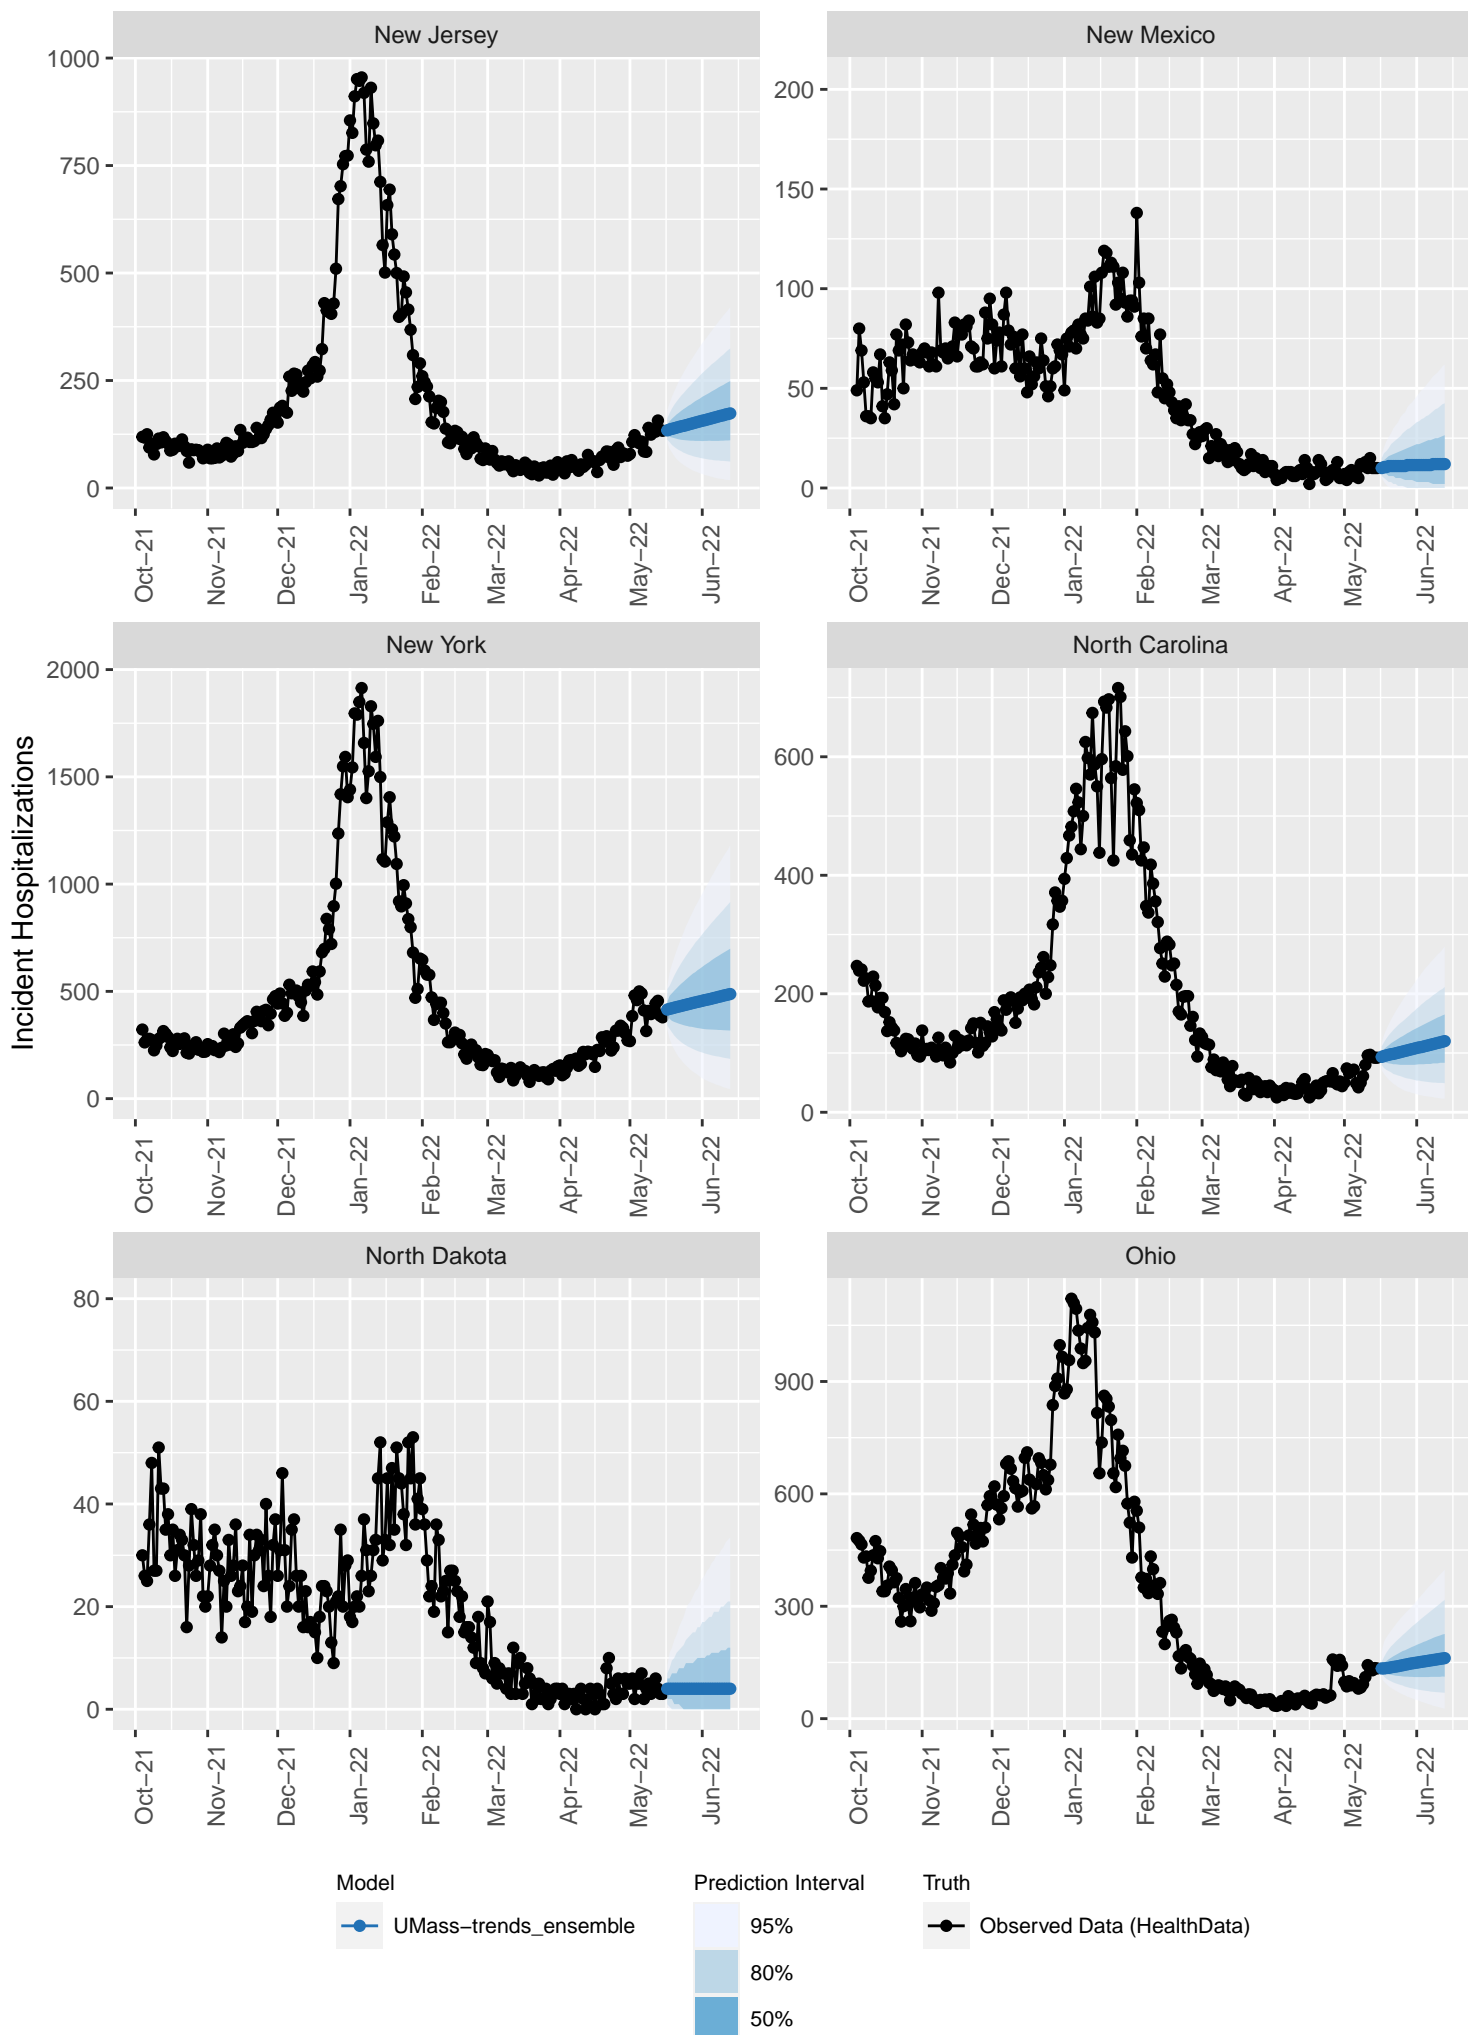 New Jersey
New Mexico
1000
750
500
250
0
200
150
100
50
0
Oct−21
Nov−21
Dec−21
Jan−22
Feb−22
Mar−22
Apr−22
May−22
Jun−22
Oct−21
Nov−21
Dec−21
Jan−22
Feb−22
Mar−22
Apr−22
May−22
Jun−22
Incident Hospitalizations
New York
North Carolina
2000
1500
1000
500
0
600
400
200
0
Oct−21
Nov−21
Dec−21
Jan−22
Feb−22
Mar−22
Apr−22
May−22
Jun−22
Oct−21
Nov−21
Dec−21
Jan−22
Feb−22
Mar−22
Apr−22
May−22
Jun−22
North Dakota
Ohio
80
60
40
20
0
900
600
300
0
Oct−21
Nov−21
Dec−21
Jan−22
Feb−22
Mar−22
Apr−22
May−22
Jun−22
Oct−21
Nov−21
Dec−21
Jan−22
Feb−22
Mar−22
Apr−22
May−22
Jun−22
Model
UMass−trends_ensemble
Prediction Interval
95%
80%
50%
Truth
Observed Data (HealthData)